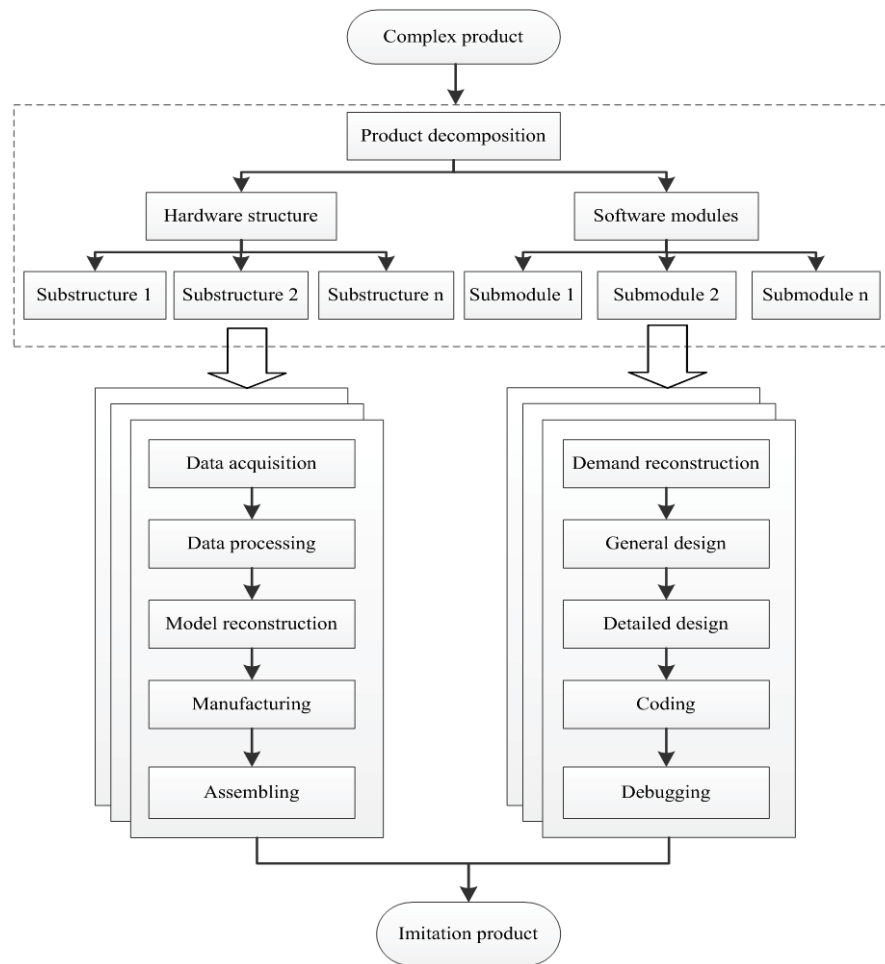 Complex product
Product decomposition
Hardware structure
Software modules
Substructure 1
Substructure 2
Substructure n
Submodule 1
Submodule 2
Submodule n
Data acquisition
Data processing
Model reconstruction
Manufacturing
Assembling
Demand reconstruction
General design
Detailed design
Coding
Debugging
Imitation product